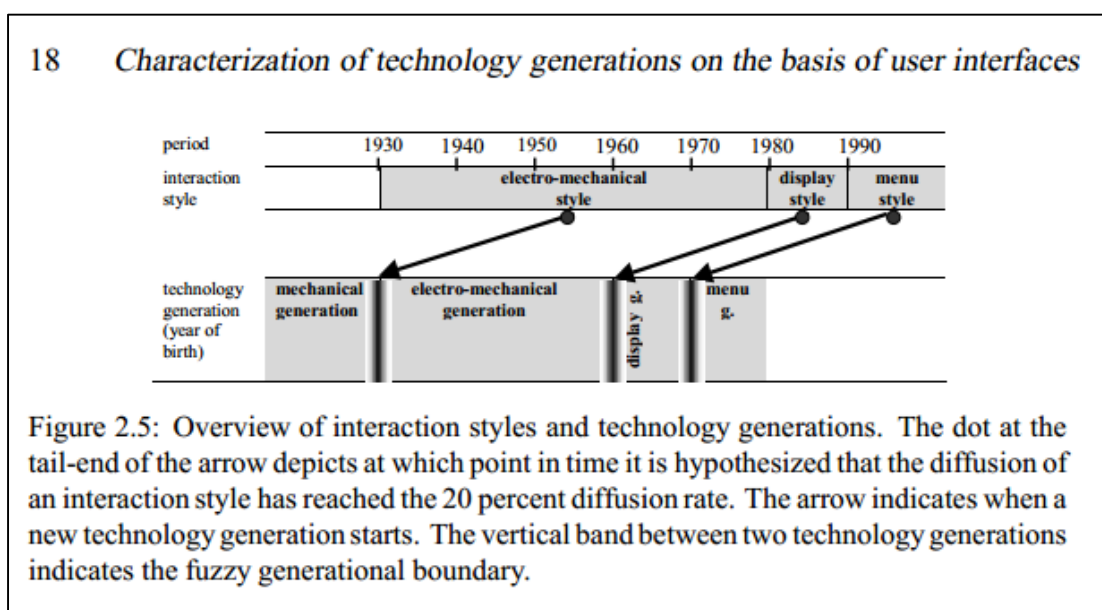 18 Characterization of technology generations on the basis of user interfaces
period 1930 1940 1950 1960 1970 1980 1990
interaction style
electro-mechanical style
display style
menu style
technology generation (year of birth)
mechanical generation
electro-mechanical generation
display g.
menu g.
Figure 2.5: Overview of interaction styles and technology generations. The dot at the
tail-end of the arrow depicts at which point in time it is hypothesized that the diffusion of
an interaction style has reached the 20 percent diffusion rate. The arrow indicates when a
new technology generation starts. The vertical band between two technology generations
indicates the fuzzy generational boundary.